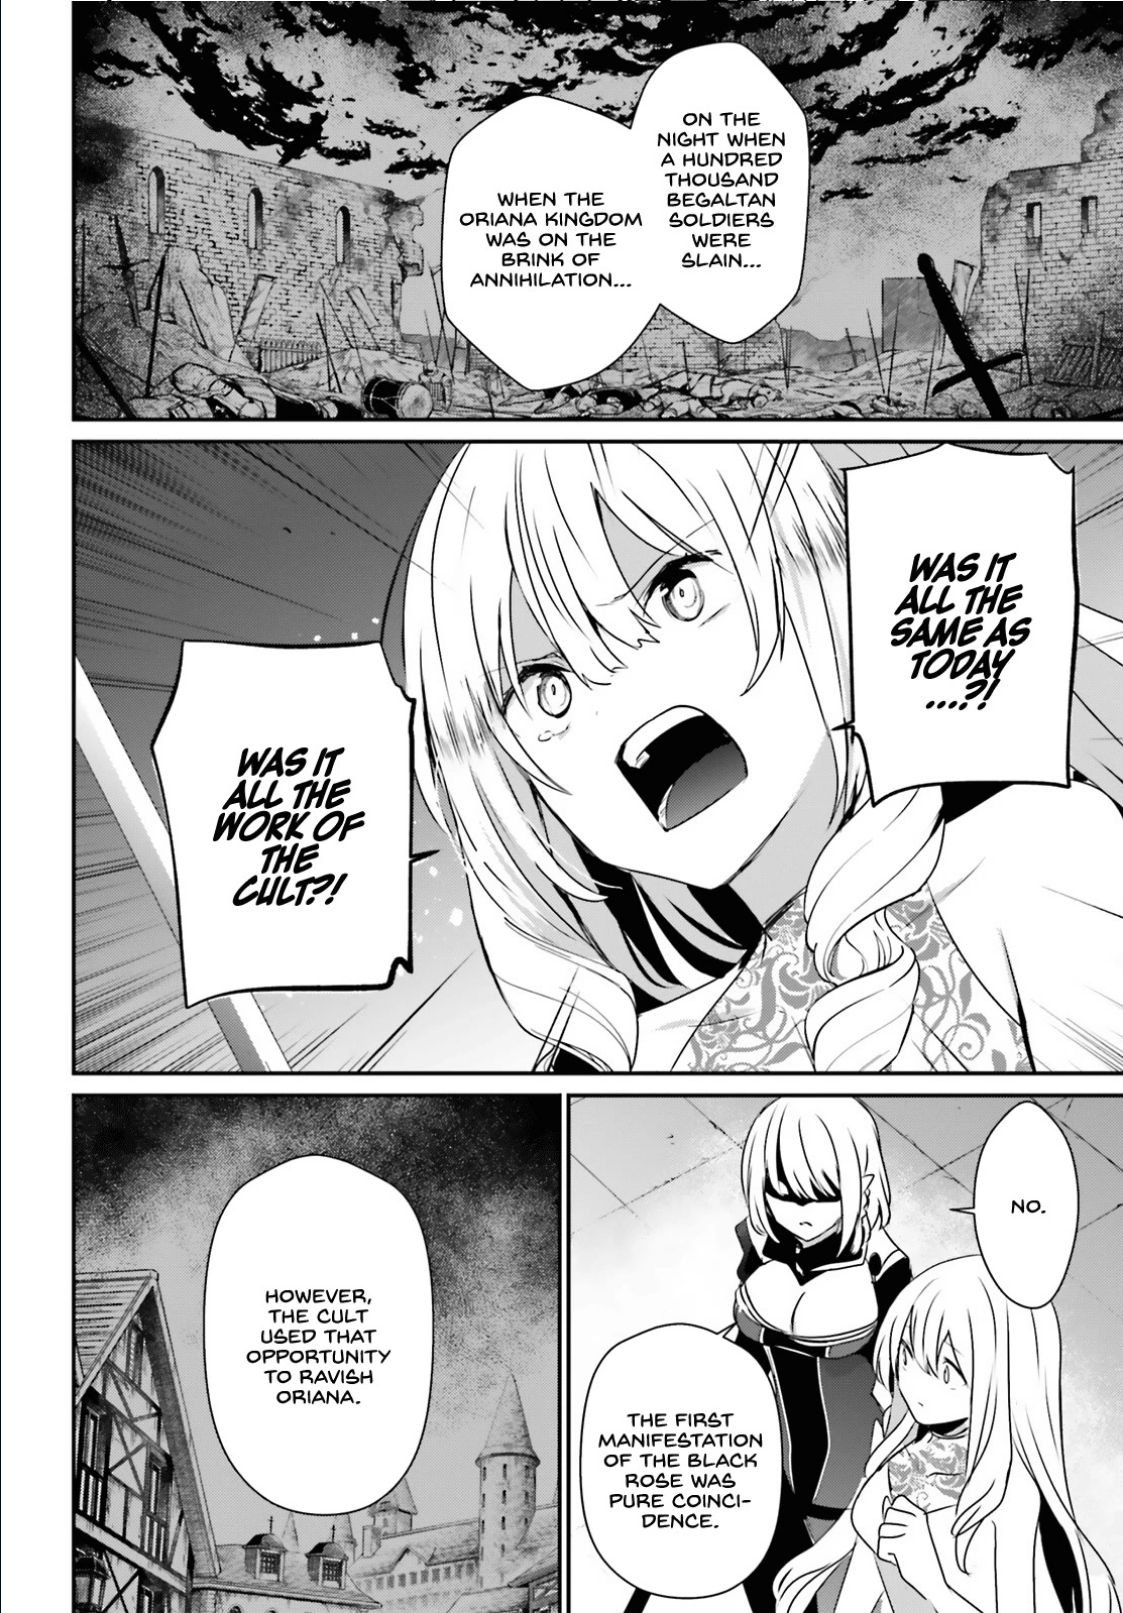 ON THE
NIGHT WHEN
A HUNDRED
THOUSAND
BEGALTAN
SOLDIERS
WERE
SLAIN...
WHEN THE
ORIANA KINGDOM
WAS ON THE
BRINK OF
ANNIHILATION...
WAS IT
ALL THE
SAME AS
TODAY
....?!
WAS IT
ALL THE
WORK OF
THE
CULT?!
NO.
THE FIRST
MANIFESTATION
OF THE BLACK
ROSE WAS
PURE COINCI-
DENCE.
HOWEVER,
THE CULT
USED THAT
OPPORTUNITY
TO RAVISH
ORIANA.